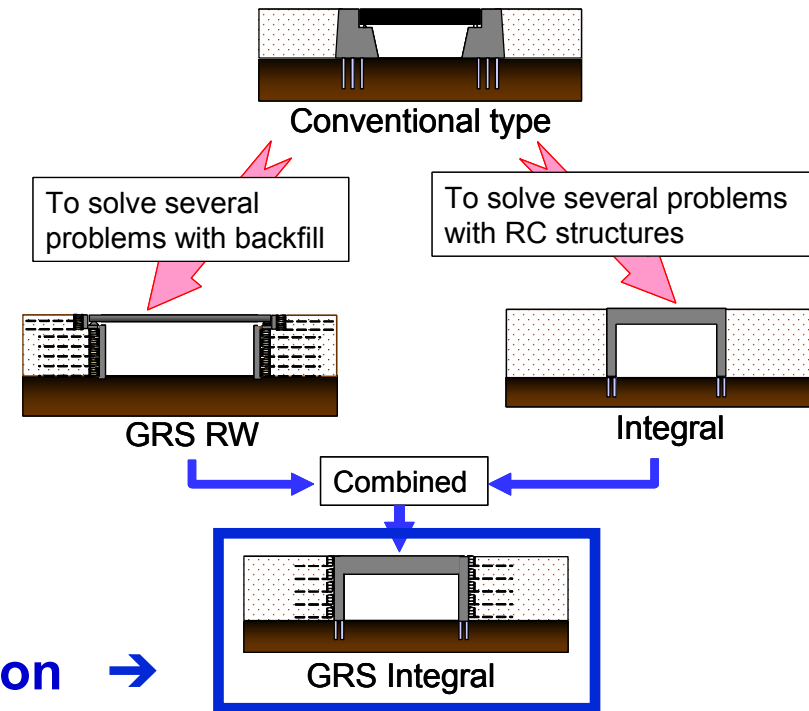 Conventional type
To solve several
problems with backfill
To solve several problems
with RC structures
GRS RW
Integral
Combined
GRS Integral
on →